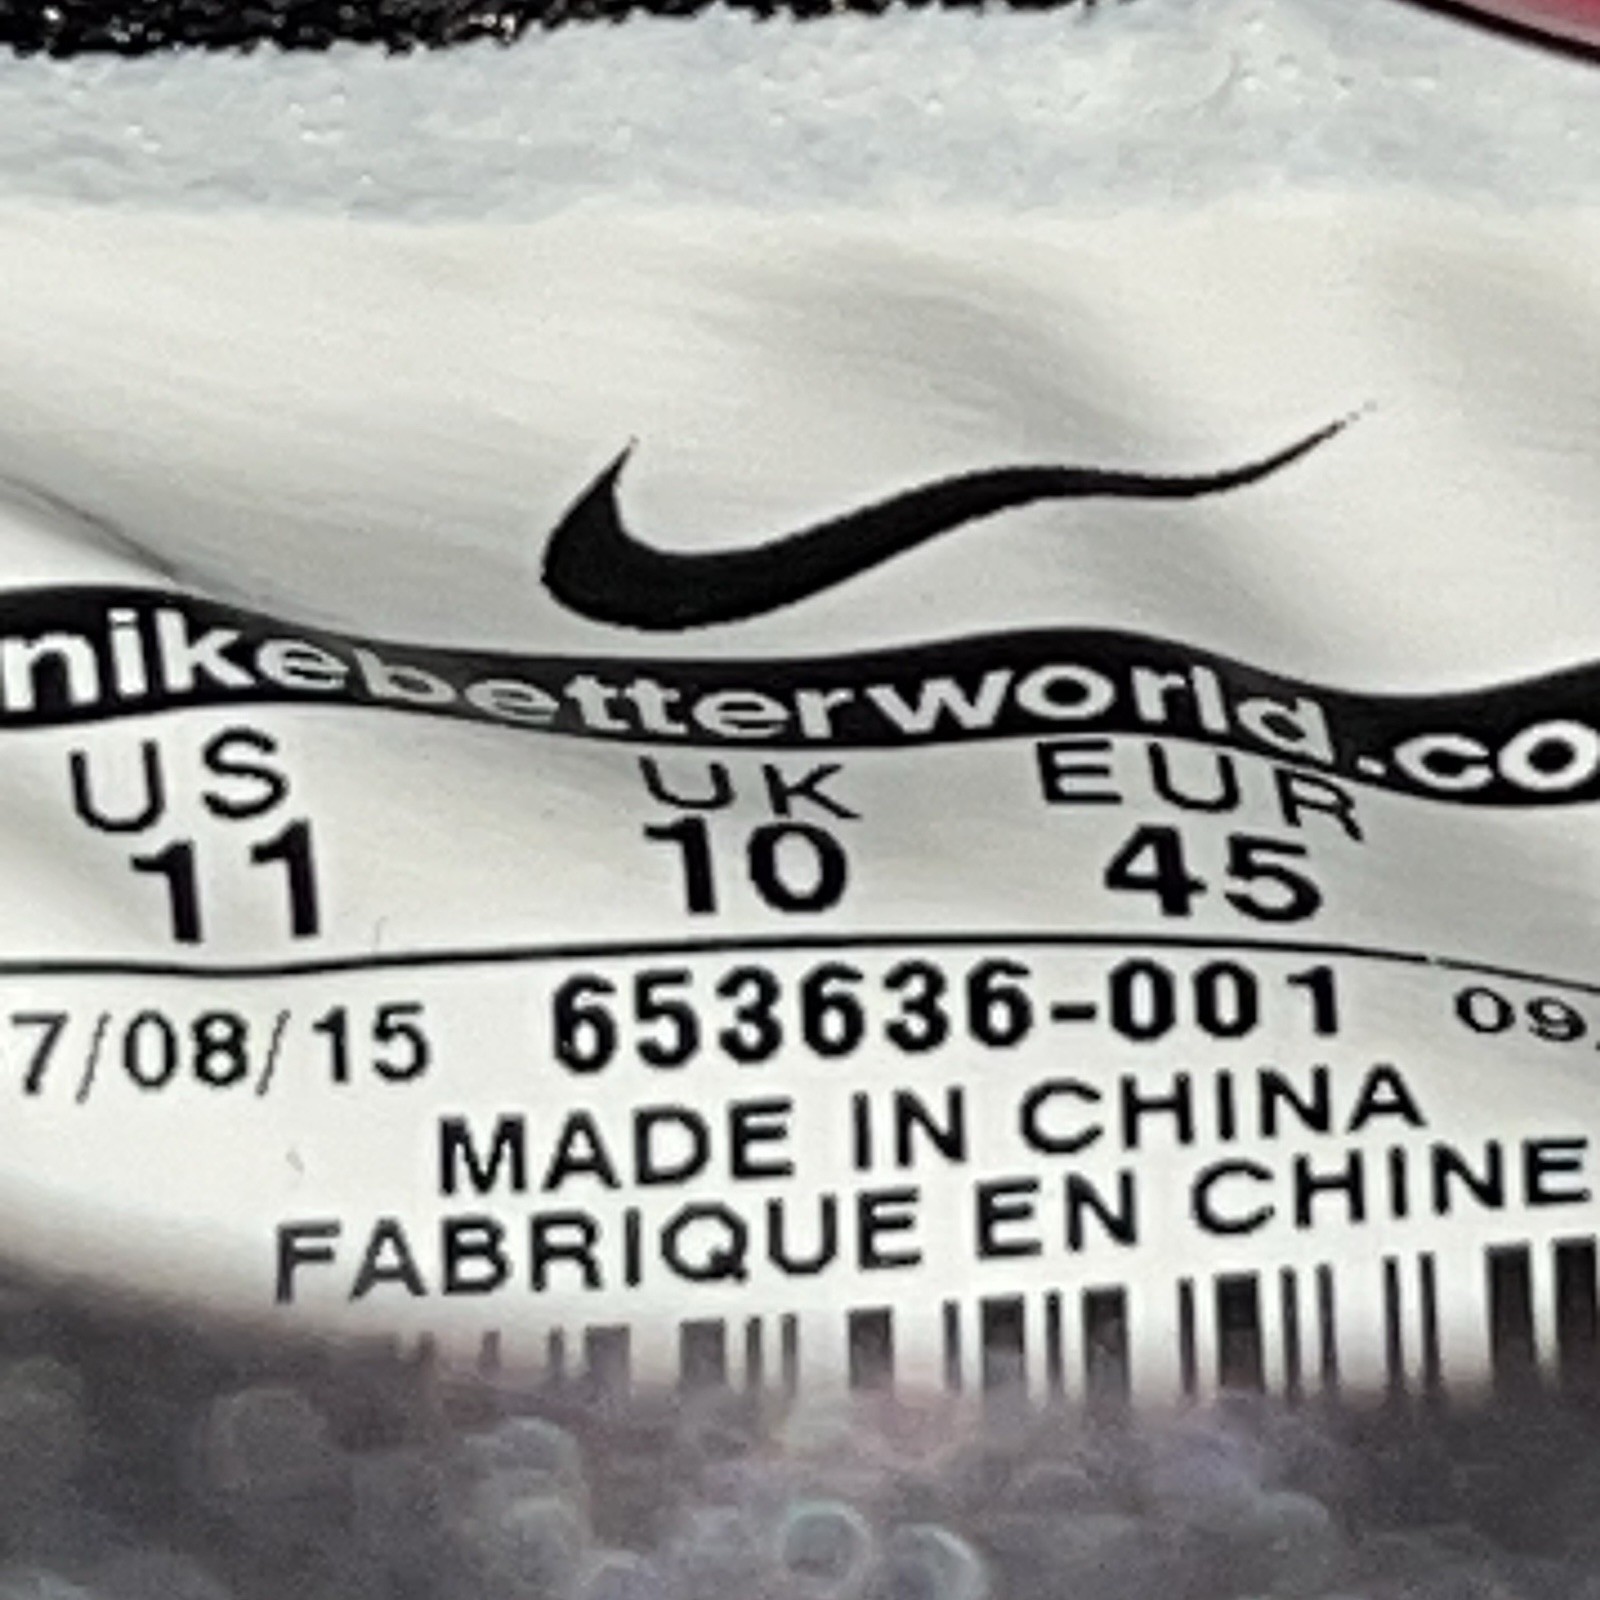 nikebetterworld.co
US UK EUR
11 10 45
7/08/15 653636-001 09
MADE IN CHINA
FABRIQUE EN CHINE